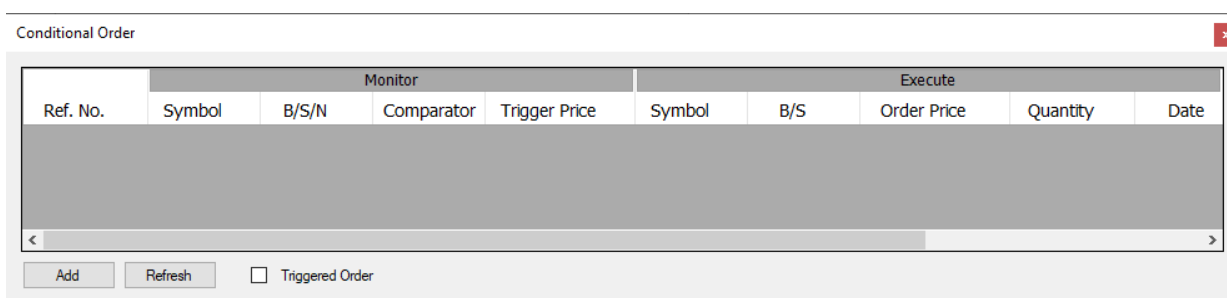 Conditional Order
Monitor Execute
Ref. No. Symbol B/S/N Comparator Trigger Price Symbol B/S Order Price Quantity Date
Add Refresh Triggered Order